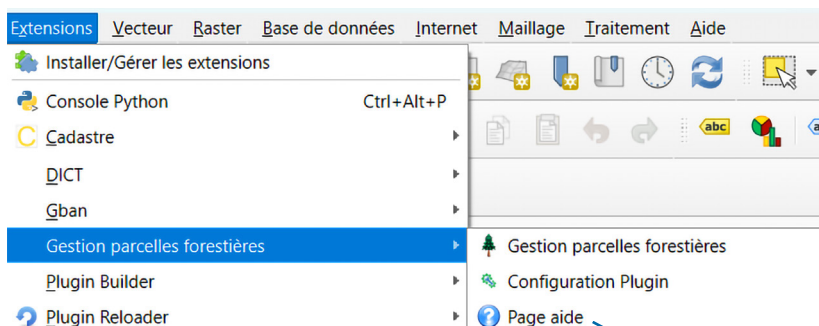 Extensions Vecteur Raster Base de données Internet Maillage Traitement Aide
Installer/Gérer les extensions
Console Python Ctrl+Alt+P
Cadastre
abc
DICT
Gban
Gestion parcelles forestières
Gestion parcelles forestières
Plugin Builder
Configuration Plugin
Plugin Reloader
Page aide